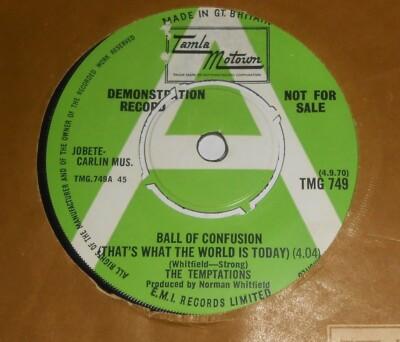 MADE IN GT. BRITAIN
Tamla
Motown
DEMONSTRATION
RECORD
NOT FOR
SALE
JOBETE-
CARLIN MUS.
TMG.749A 45
(4.9.70)
TMG 749
BALL OF CONFUSION
(THAT'S WHAT THE WORLD IS TODAY) (4.04)
(Whitfield—Strong)
THE TEMPTATIONS
Produced by Norman Whitfield
E.M.I. RECORDS LIMITED
ALL RIGHTS OF THE MANUFACTURER AND OF THE OWNER OF THE RECORDED WORK RESERVED